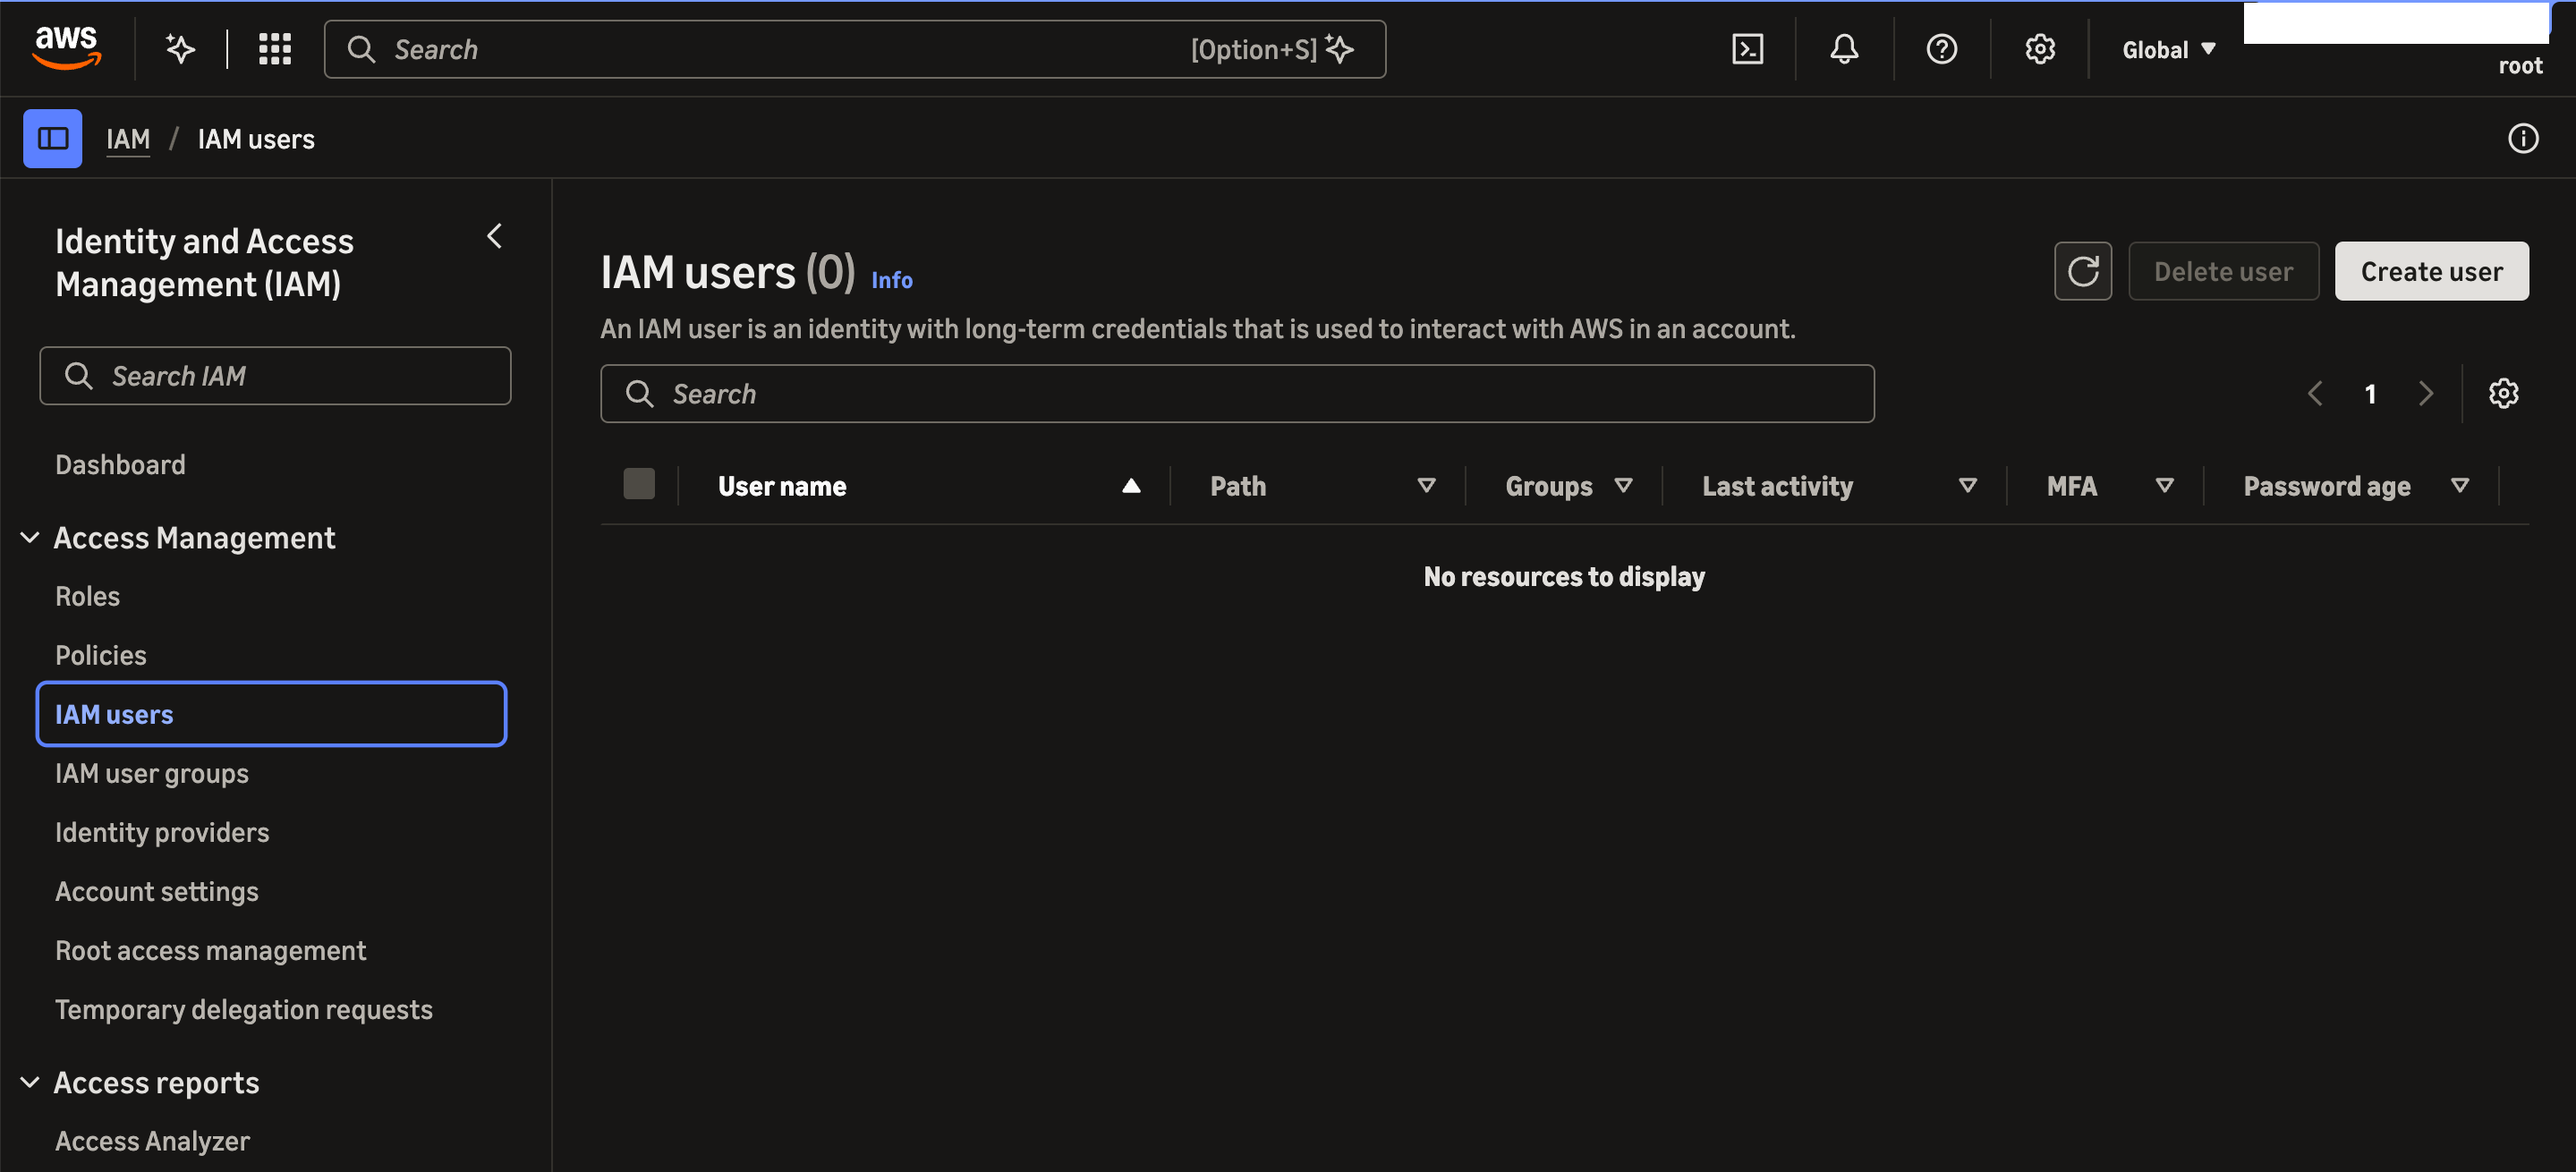 aws
Search [Option+S]
Global
root
IAM / IAM users
Identity and Access
Management (IAM)
Search IAM
Dashboard
Access Management
Roles
Policies
IAM users
IAM user groups
Identity providers
Account settings
Root access management
Temporary delegation requests
Access reports
Access Analyzer
IAM users (0) Info
Delete user
Create user
An IAM user is an identity with long-term credentials that is used to interact with AWS in an account.
Search
1
User name Path Groups Last activity MFA Password age
No resources to display